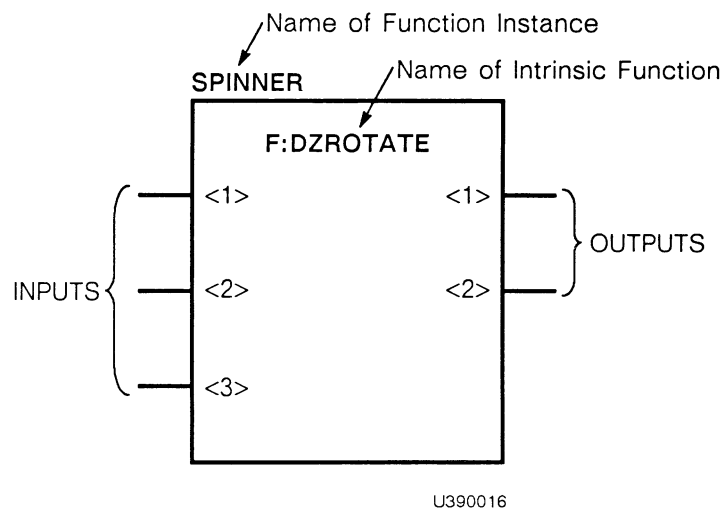 Name of Function Instance
Name of Intrinsic Function
SPINNER
F:DZROTATE
<1> <1>
OUTPUTS
INPUTS <2> <2>
<3>
U390016